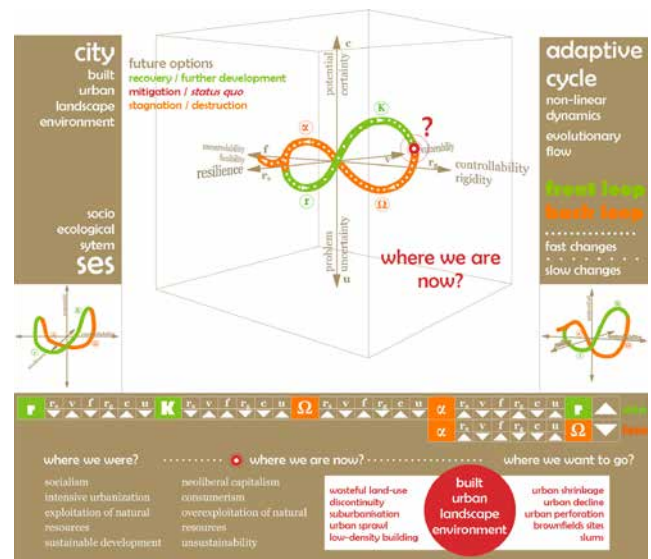 city
built
urban
landscape
environment
socio
ecological
sytem
ses
future options
recovery / further development
mitigation / status quo
stagnation / destruction
c
potential
certainty
K
?
α
f
resilience
r
v
vulnerability
controllability
rigidity
Ω
problem
uncertainty
u
where we are
now?
adaptive
cycle
non-linear
dynamics
evolutionary
flow
front loop
back loop
fast changes
slow changes
r
K
Ω
α
r
α
Ω
where we were?
where we are now?
where we want to go?
socialism
intensive urbanization
exploitation of natural
resources
sustainable development
neoliberal capitalism
consumerism
overexploitation of natural
resources
unsustainability
wasteful land-use
discontinuity
suburbanisation
urban sprawl
low-density building
built
urban
landscape
environment
urban shrinkage
urban decline
urban perforation
brownfields sites
slums